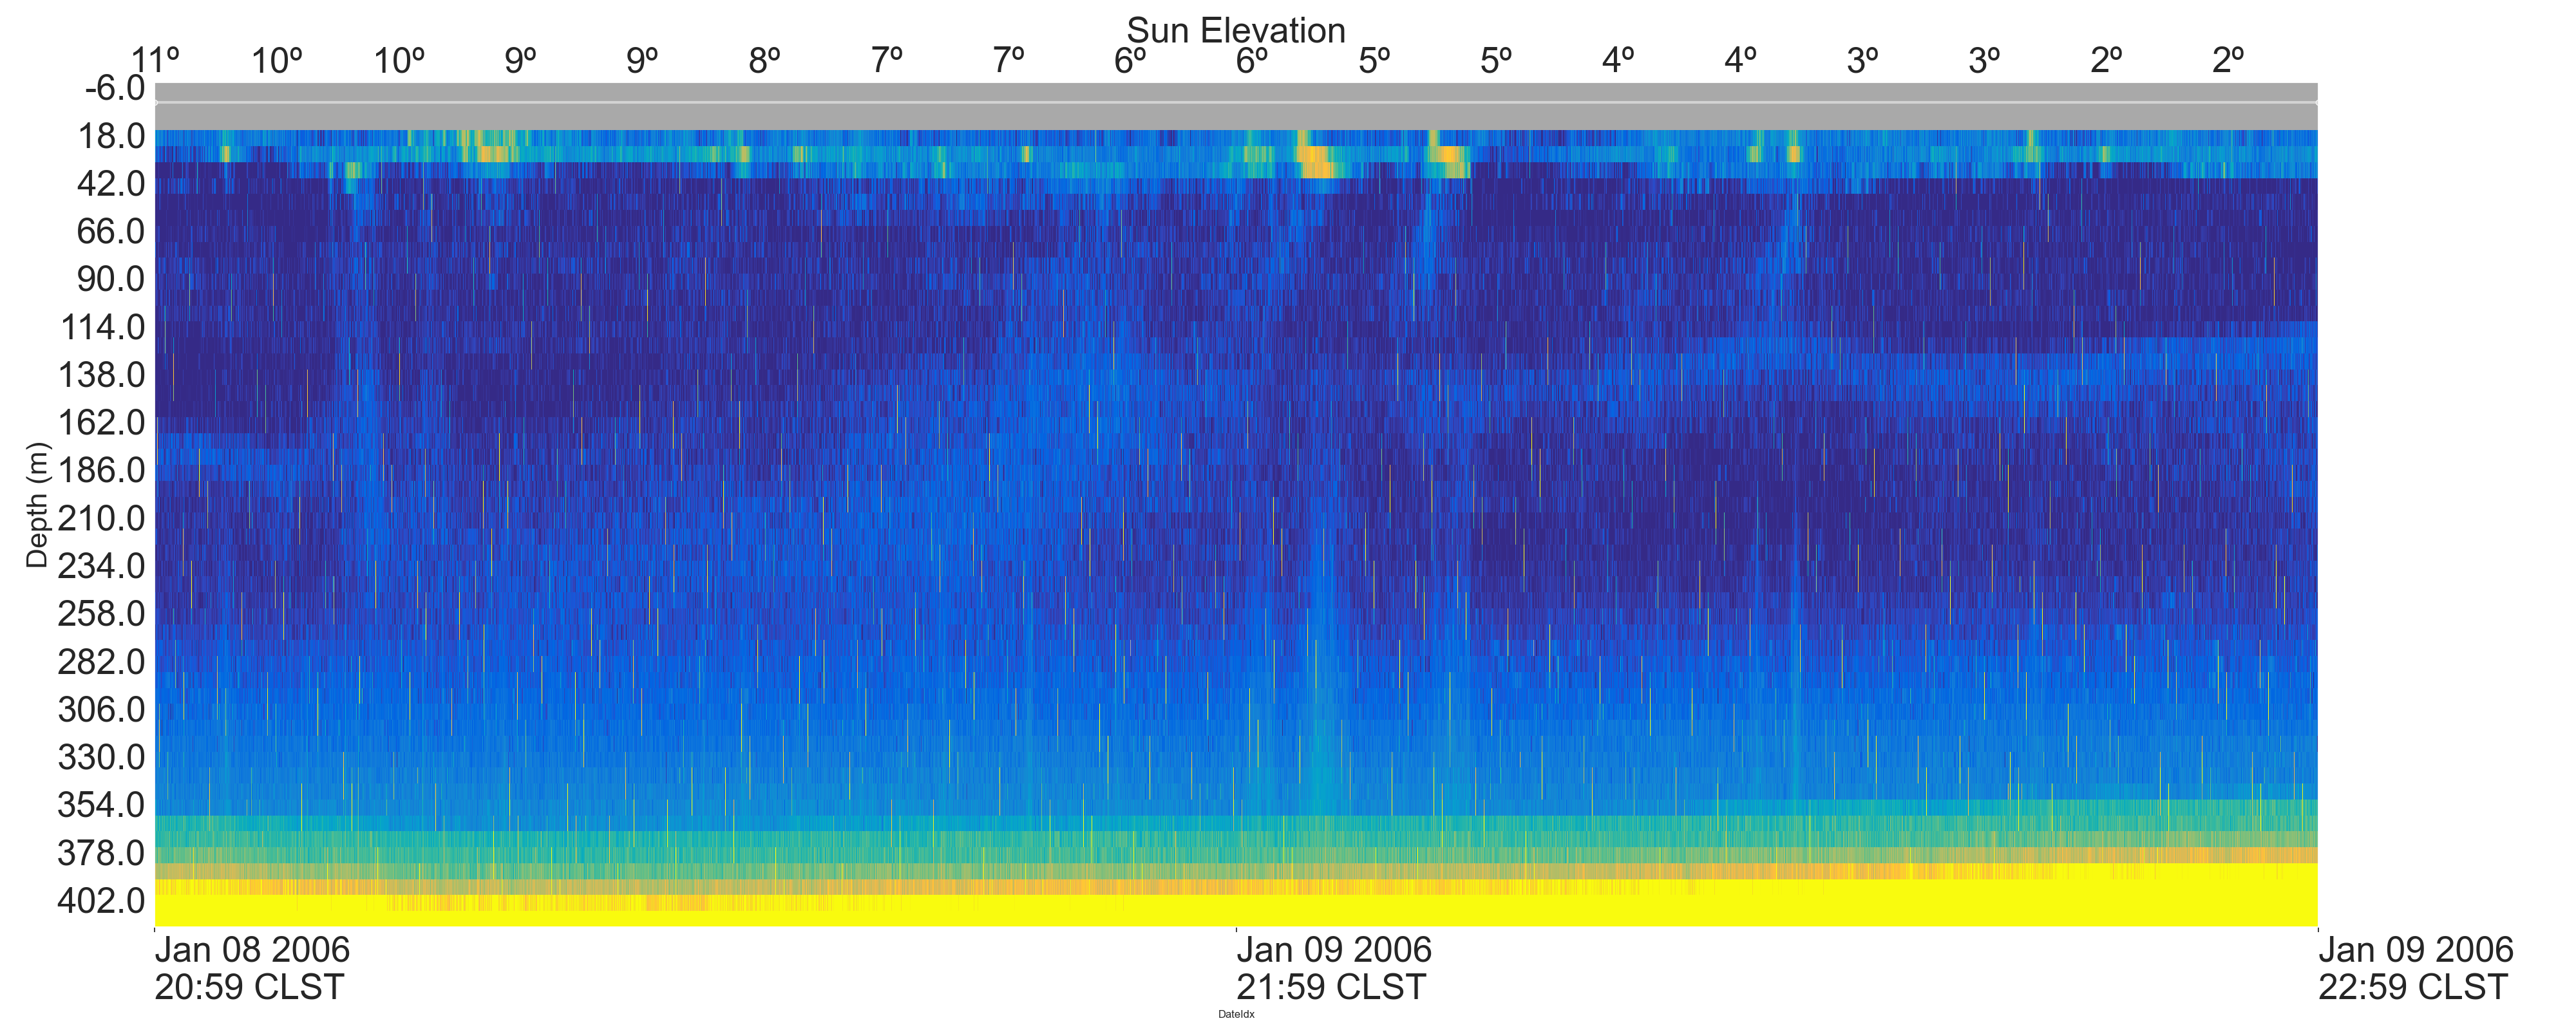 Sun Elevation
11º 10º 10º 9º 9º 8º 7º 7º 6º 6º 5º 5º 4º 4º 3º 3º 2º 2º
-6.0
18.0
42.0
66.0
90.0
114.0
138.0
162.0
186.0
210.0
234.0
258.0
282.0
306.0
330.0
354.0
378.0
402.0
Depth (m)
Jan 08 2006
20:59 CLST
Jan 09 2006
21:59 CLST
Jan 09 2006
22:59 CLST
DateIdx